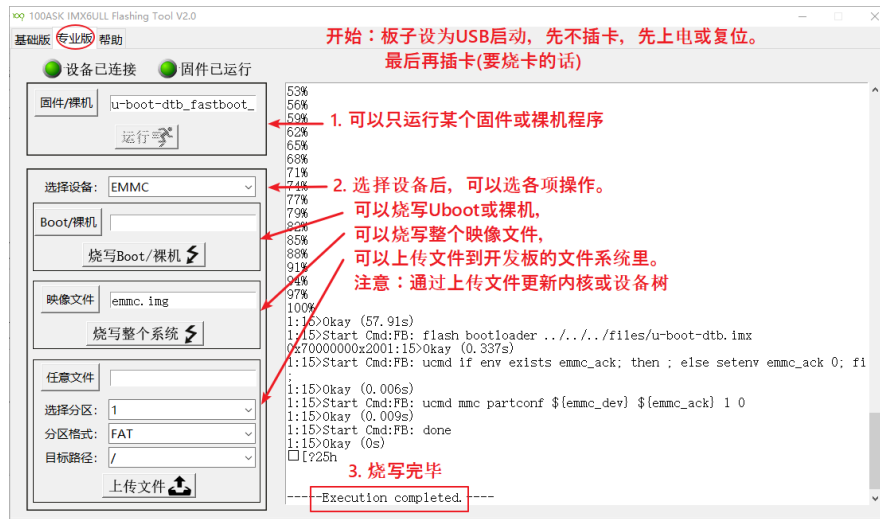 100ASK IMX6ULL Flashing Tool V2.0
基础版 专业版 帮助
开始：板子设为USB启动，先不插卡，先上电或复位。
最后再插卡(要烧卡的话)
设备已连接 固件已运行
固件/裸机 u-boot-dtb_fastboot_
运行
1. 可以只运行某个固件或裸机程序
选择设备: EMMC
2. 选择设备后，可以选各项操作。
可以烧写Uboot或裸机,
可以烧写整个映像文件,
可以上传文件到开发板的文件系统里。
注意：通过上传文件更新内核或设备树
Boot/裸机
烧写Boot/裸机
映像文件 emmc.img
烧写整个系统
任意文件
选择分区: 1
分区格式: FAT
目标路径: /
上传文件
53%
56%
59%
62%
65%
68%
71%
74%
77%
79%
82%
85%
88%
91%
94%
97%
100%
1:15>Okay (57.91s)
1:15>Start Cmd:FB: flash bootloader ../../../files/u-boot-dtb.imx
0x70000000x2001:15>Okay (0.337s)
1:15>Start Cmd:FB: ucmd if env exists emmc_ack; then ; else setenv emmc_ack 0; fi
;
1:15>Okay (0.006s)
1:15>Start Cmd:FB: ucmd mmc partconf ${emmc_dev} ${emmc_ack} 1 0
1:15>Okay (0.009s)
1:15>Start Cmd:FB: done
1:15>Okay (0s)
□[?25h
3. 烧写完毕
-----Execution completed.----